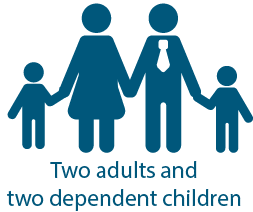 Two adults and
two dependent children